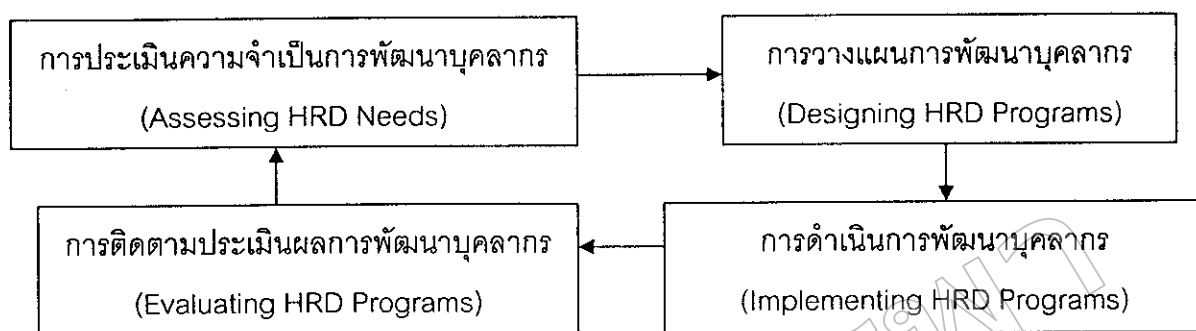 การประเมินความจำเป็นการพัฒนาบุคลากร
(Assessing HRD Needs)
การวางแผนการพัฒนาบุคลากร
(Designing HRD Programs)
การติดตามประเมินผลการพัฒนาบุคลากร
(Evaluating HRD Programs)
การดำเนินการพัฒนาบุคลากร
(Implementing HRD Programs)